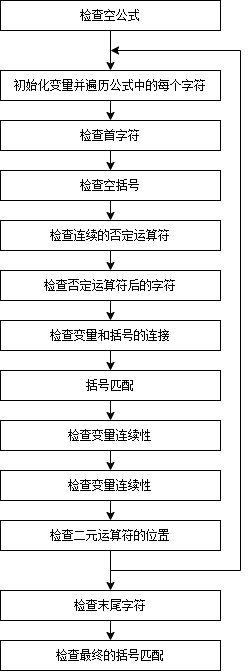 检查空公式
初始化变量并遍历公式中的每个字符
检查首字符
检查空括号
检查连续的否定运算符
检查否定运算符后的字符
检查变量和括号的连接
括号匹配
检查变量连续性
检查变量连续性
检查二元运算符的位置
检查末尾字符
检查最终的括号匹配